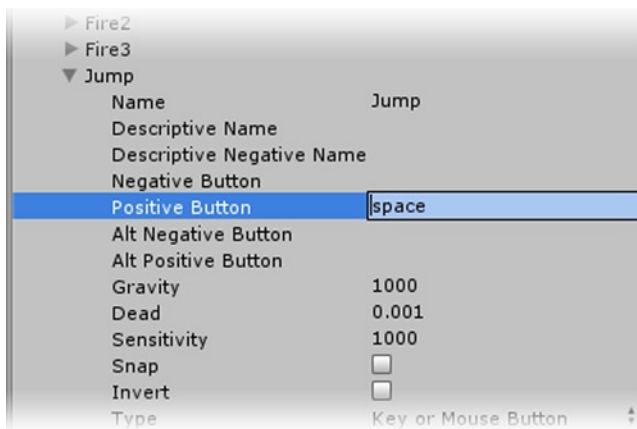 Fire2
Fire3
Jump
Name Jump
Descriptive Name
Descriptive Negative Name
Negative Button
Positive Button space
Alt Negative Button
Alt Positive Button
Gravity 1000
Dead 0.001
Sensitivity 1000
Snap
Invert
Type Key or Mouse Button